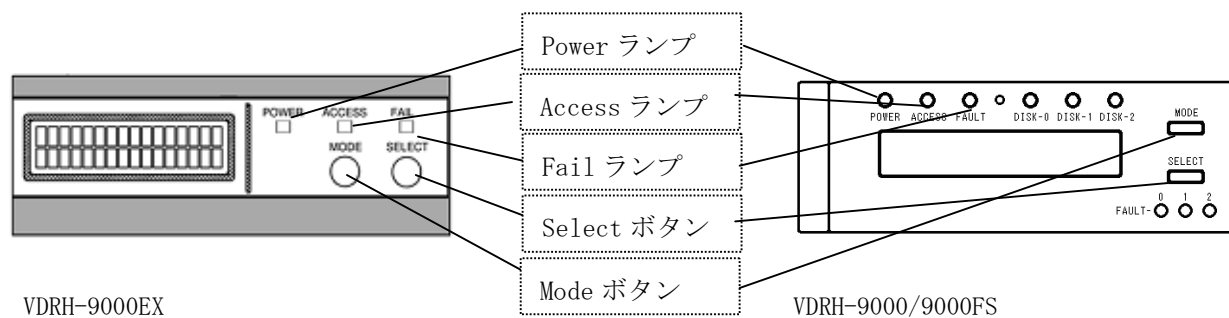 Power ランプ
Access ランプ
Fail ランプ
Select ボタン
Mode ボタン
POWER ACCESS FAIL
MODE SELECT
VDRH-9000EX
POWER ACCESS FAULT DISK-0 DISK-1 DISK-2
MODE
SELECT
0 1 2
FAULT-
VDRH-9000/9000FS